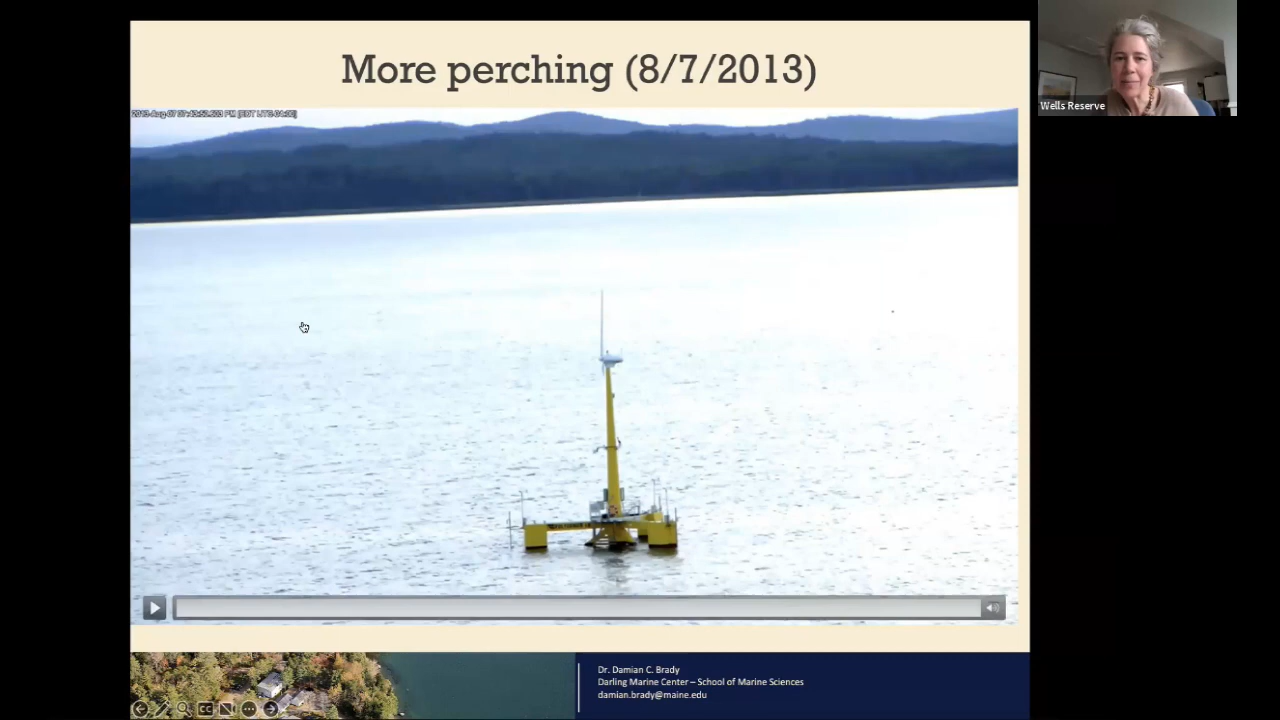 More perching (8/7/2013)
Wells Reserve
Dr. Damian C. Brady
Darling Marine Center – School of Marine Sciences
damian.brady@maine.edu
CC